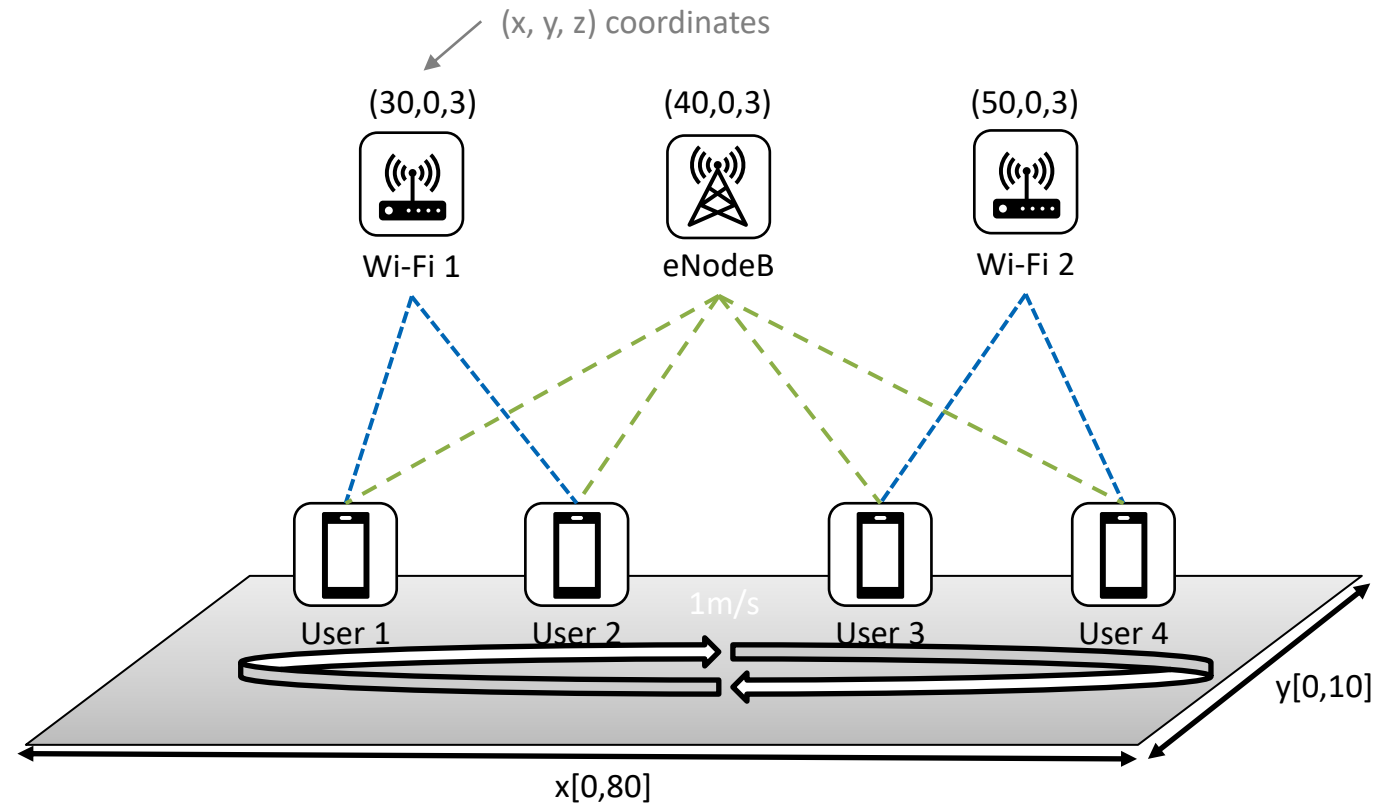 (x, y, z) coordinates
(30,0,3)
(40,0,3)
(50,0,3)
Wi-Fi 1
eNodeB
Wi-Fi 2
1m/s
User 1
User 2
User 3
User 4
y[0,10]
x[0,80]